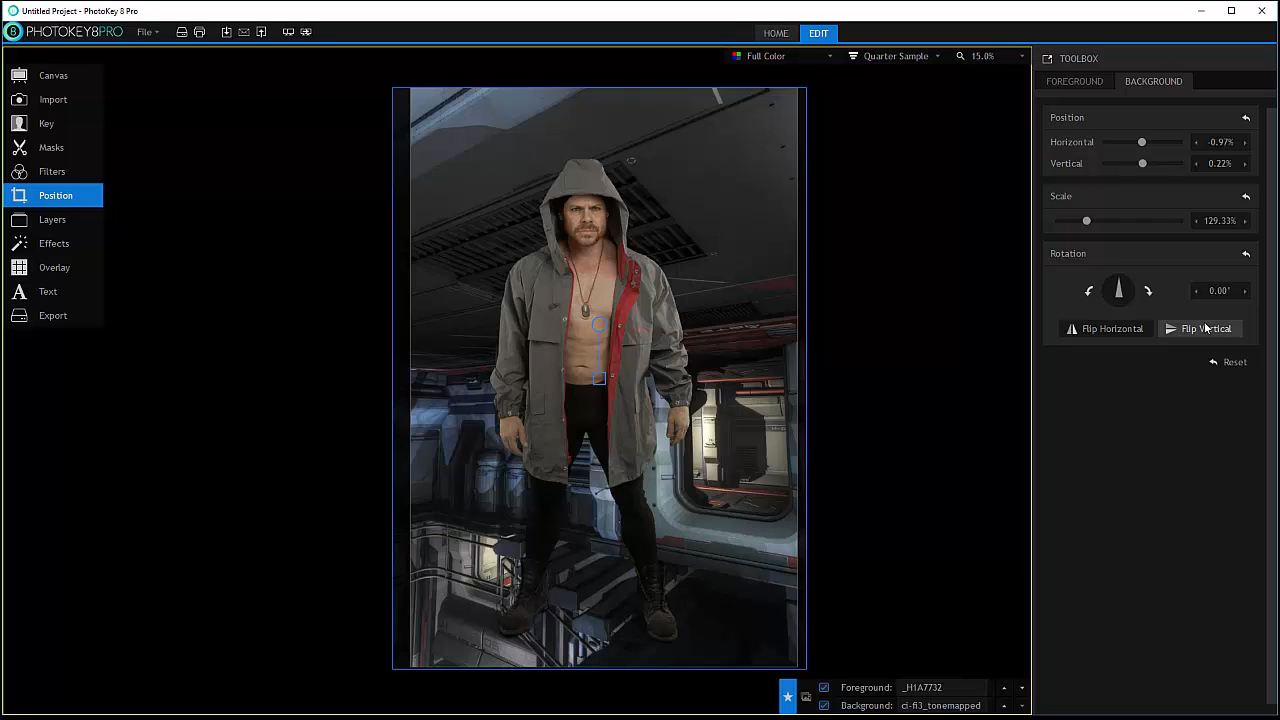 Untitled Project - PhotoKey 8 Pro
8 PHOTOKEY8PRO File HOME EDIT
Full Color Quarter Sample 15.0%
Canvas
Import
Key
Masks
Filters
Position
Layers
Effects
Overlay
Text
Export
TOOLBOX
FOREGROUND BACKGROUND
Position
Horizontal -0.97%
Vertical 0.22%
Scale
129.33%
Rotation
0.00°
Flip Horizontal Flip Vertical
Reset
Foreground: _H1A7732
Background: ci-fi3_tonemapped